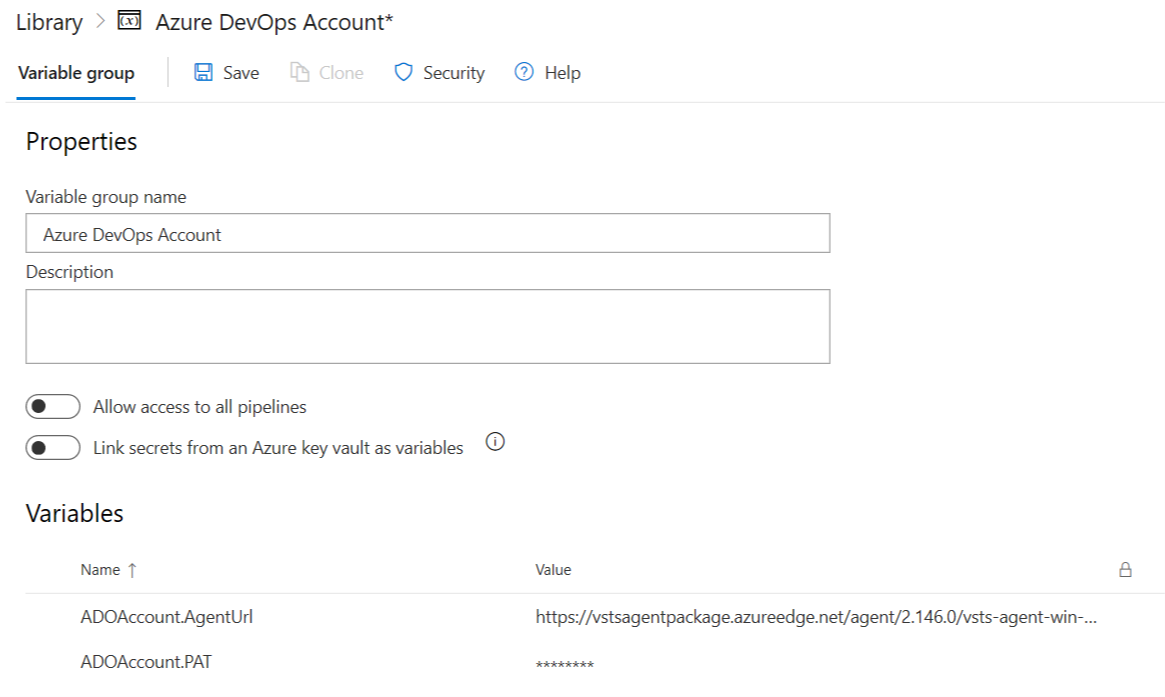 Library > (x) Azure DevOps Account*
Variable group Save Clone Security Help
Properties
Variable group name
Azure DevOps Account
Description
Allow access to all pipelines
Link secrets from an Azure key vault as variables
Variables
Name ↑ Value
ADOAccount.AgentUrl https://vstsagentpackage.azureedge.net/agent/2.146.0/vsts-agent-win-...
ADOAccount.PAT ********